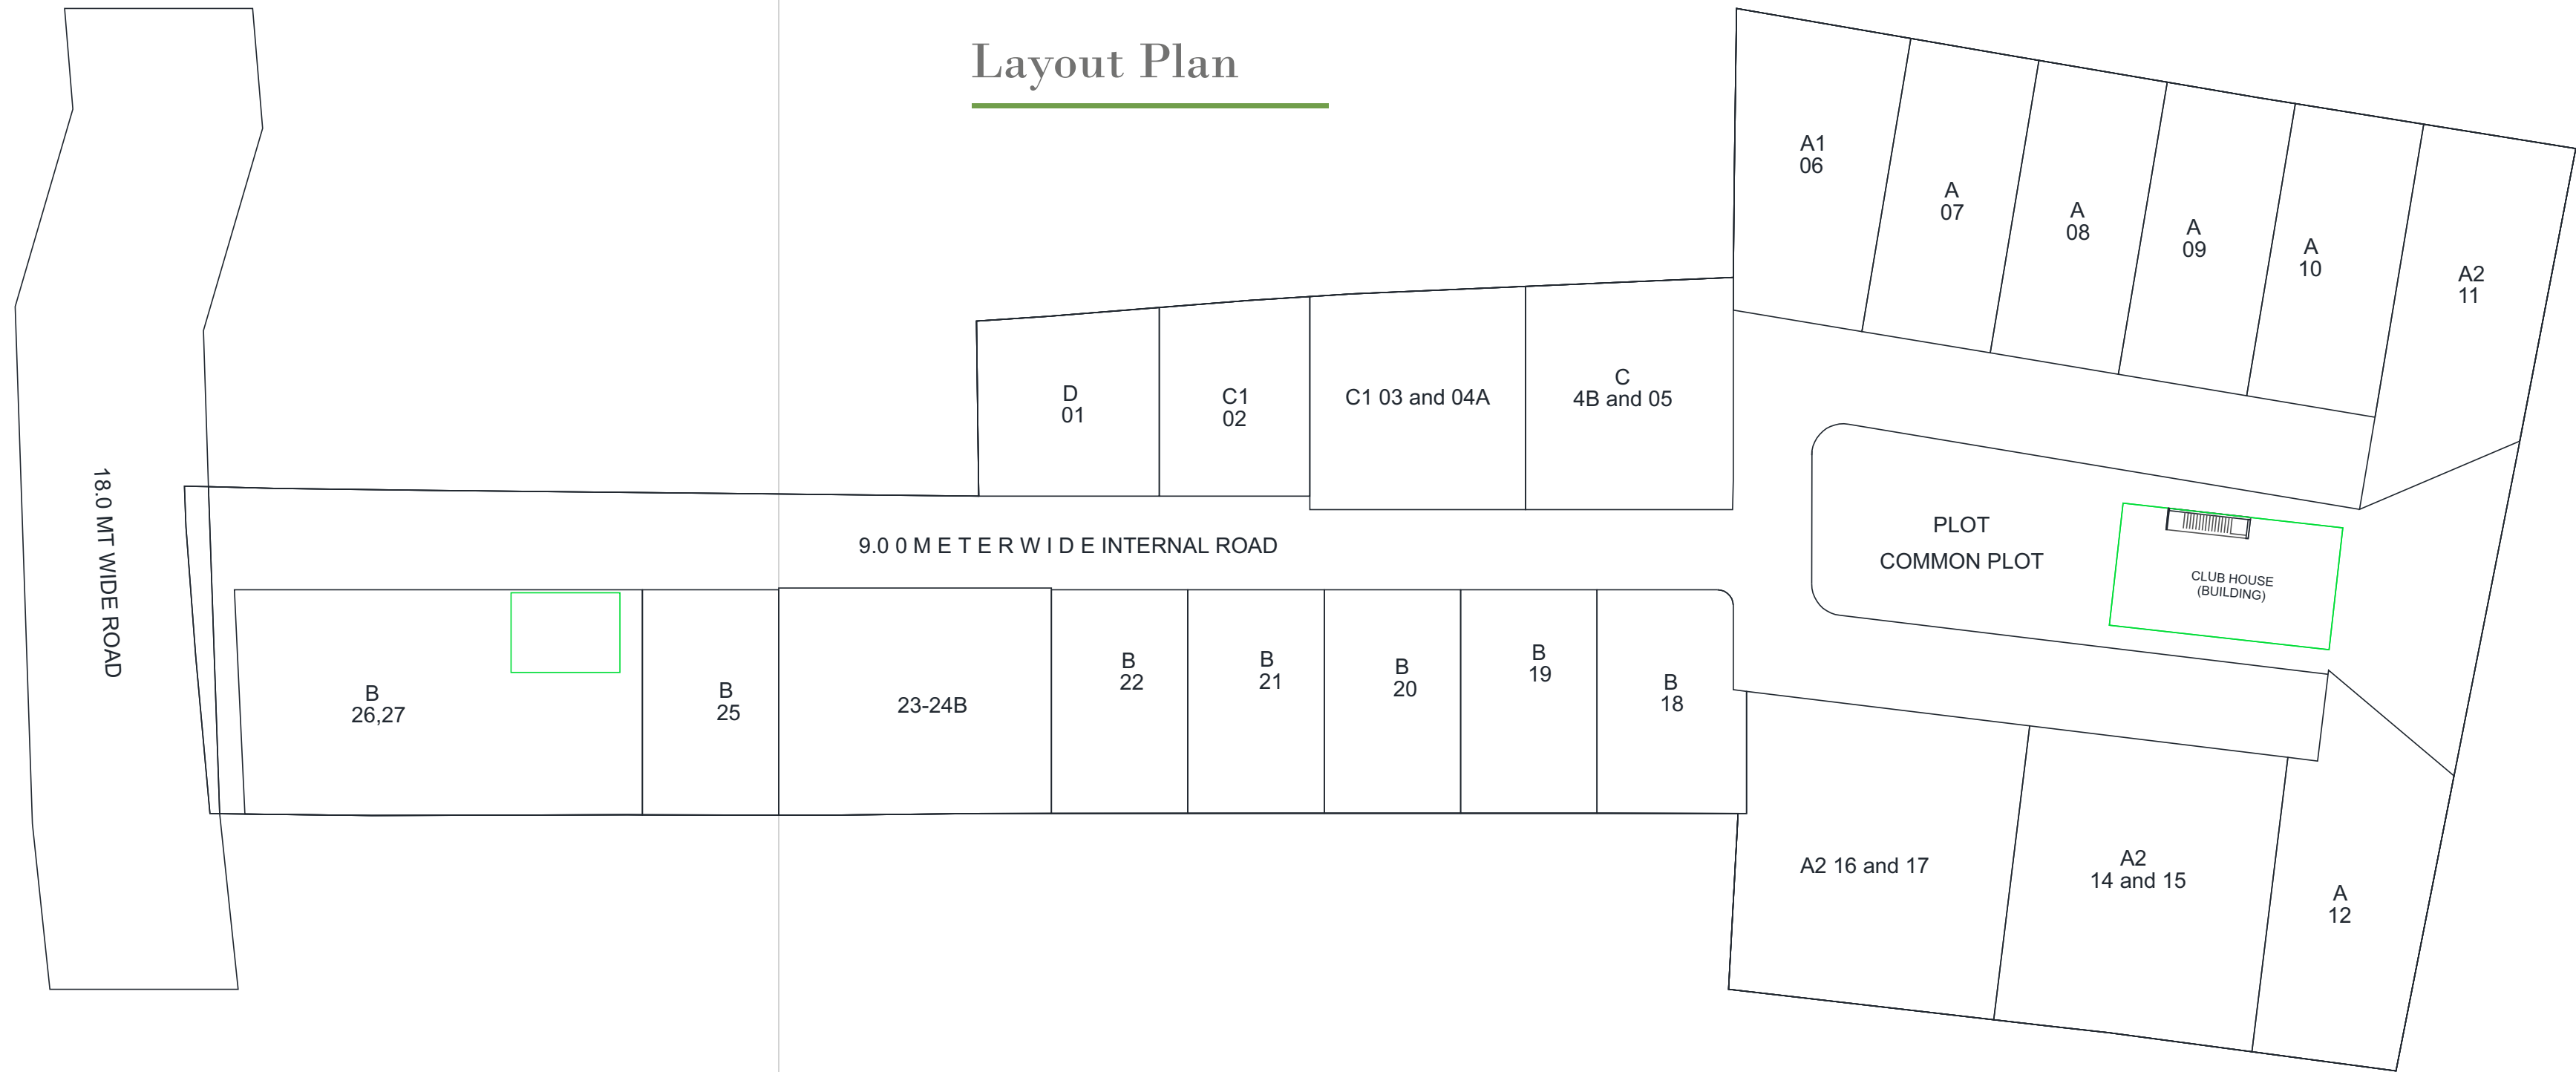 Layout Plan
A1
06
A
07
A
08
A
09
A
10
A2
11
D
01
C1
02
C1 03 and 04A
C
4B and 05
18.0 MT WIDE ROAD
9.0 0 M E T E R W I D E INTERNAL ROAD
PLOT
COMMON PLOT
CLUB HOUSE
(BUILDING)
B
26,27
B
25
23-24B
B
22
B
21
B
20
B
19
B
18
A2 16 and 17
A2
14 and 15
A
12